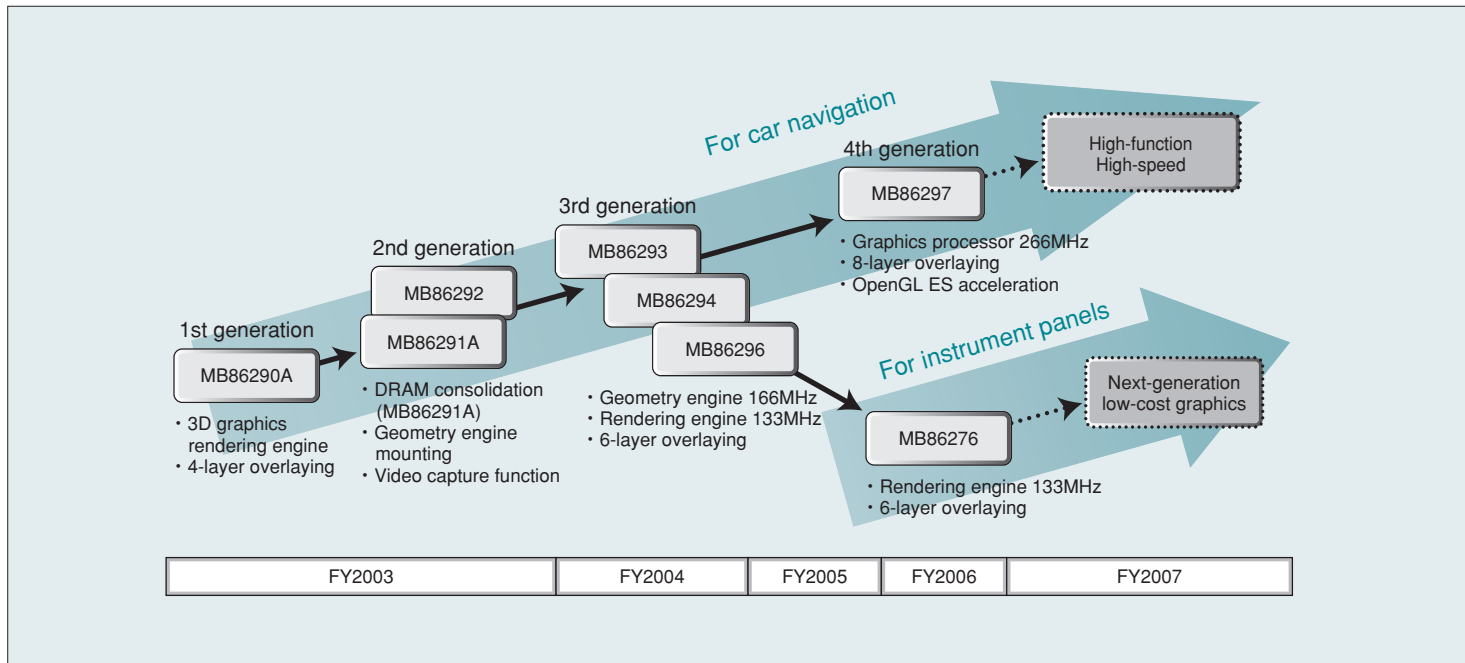 For car navigation
4th generation
High-function
High-speed
MB86297
3rd generation
MB86293
・Graphics processor 266MHz
・8-layer overlaying
・OpenGL ES acceleration
2nd generation
MB86292
MB86294
1st generation
MB86291A
MB86296
For instrument panels
MB86290A
・3D graphics
rendering engine
・4-layer overlaying
・DRAM consolidation
(MB86291A)
・Geometry engine
mounting
・Video capture function
・Geometry engine 166MHz
・Rendering engine 133MHz
・6-layer overlaying
Next-generation
low-cost graphics
MB86276
・Rendering engine 133MHz
・6-layer overlaying
FY2003
FY2004
FY2005
FY2006
FY2007